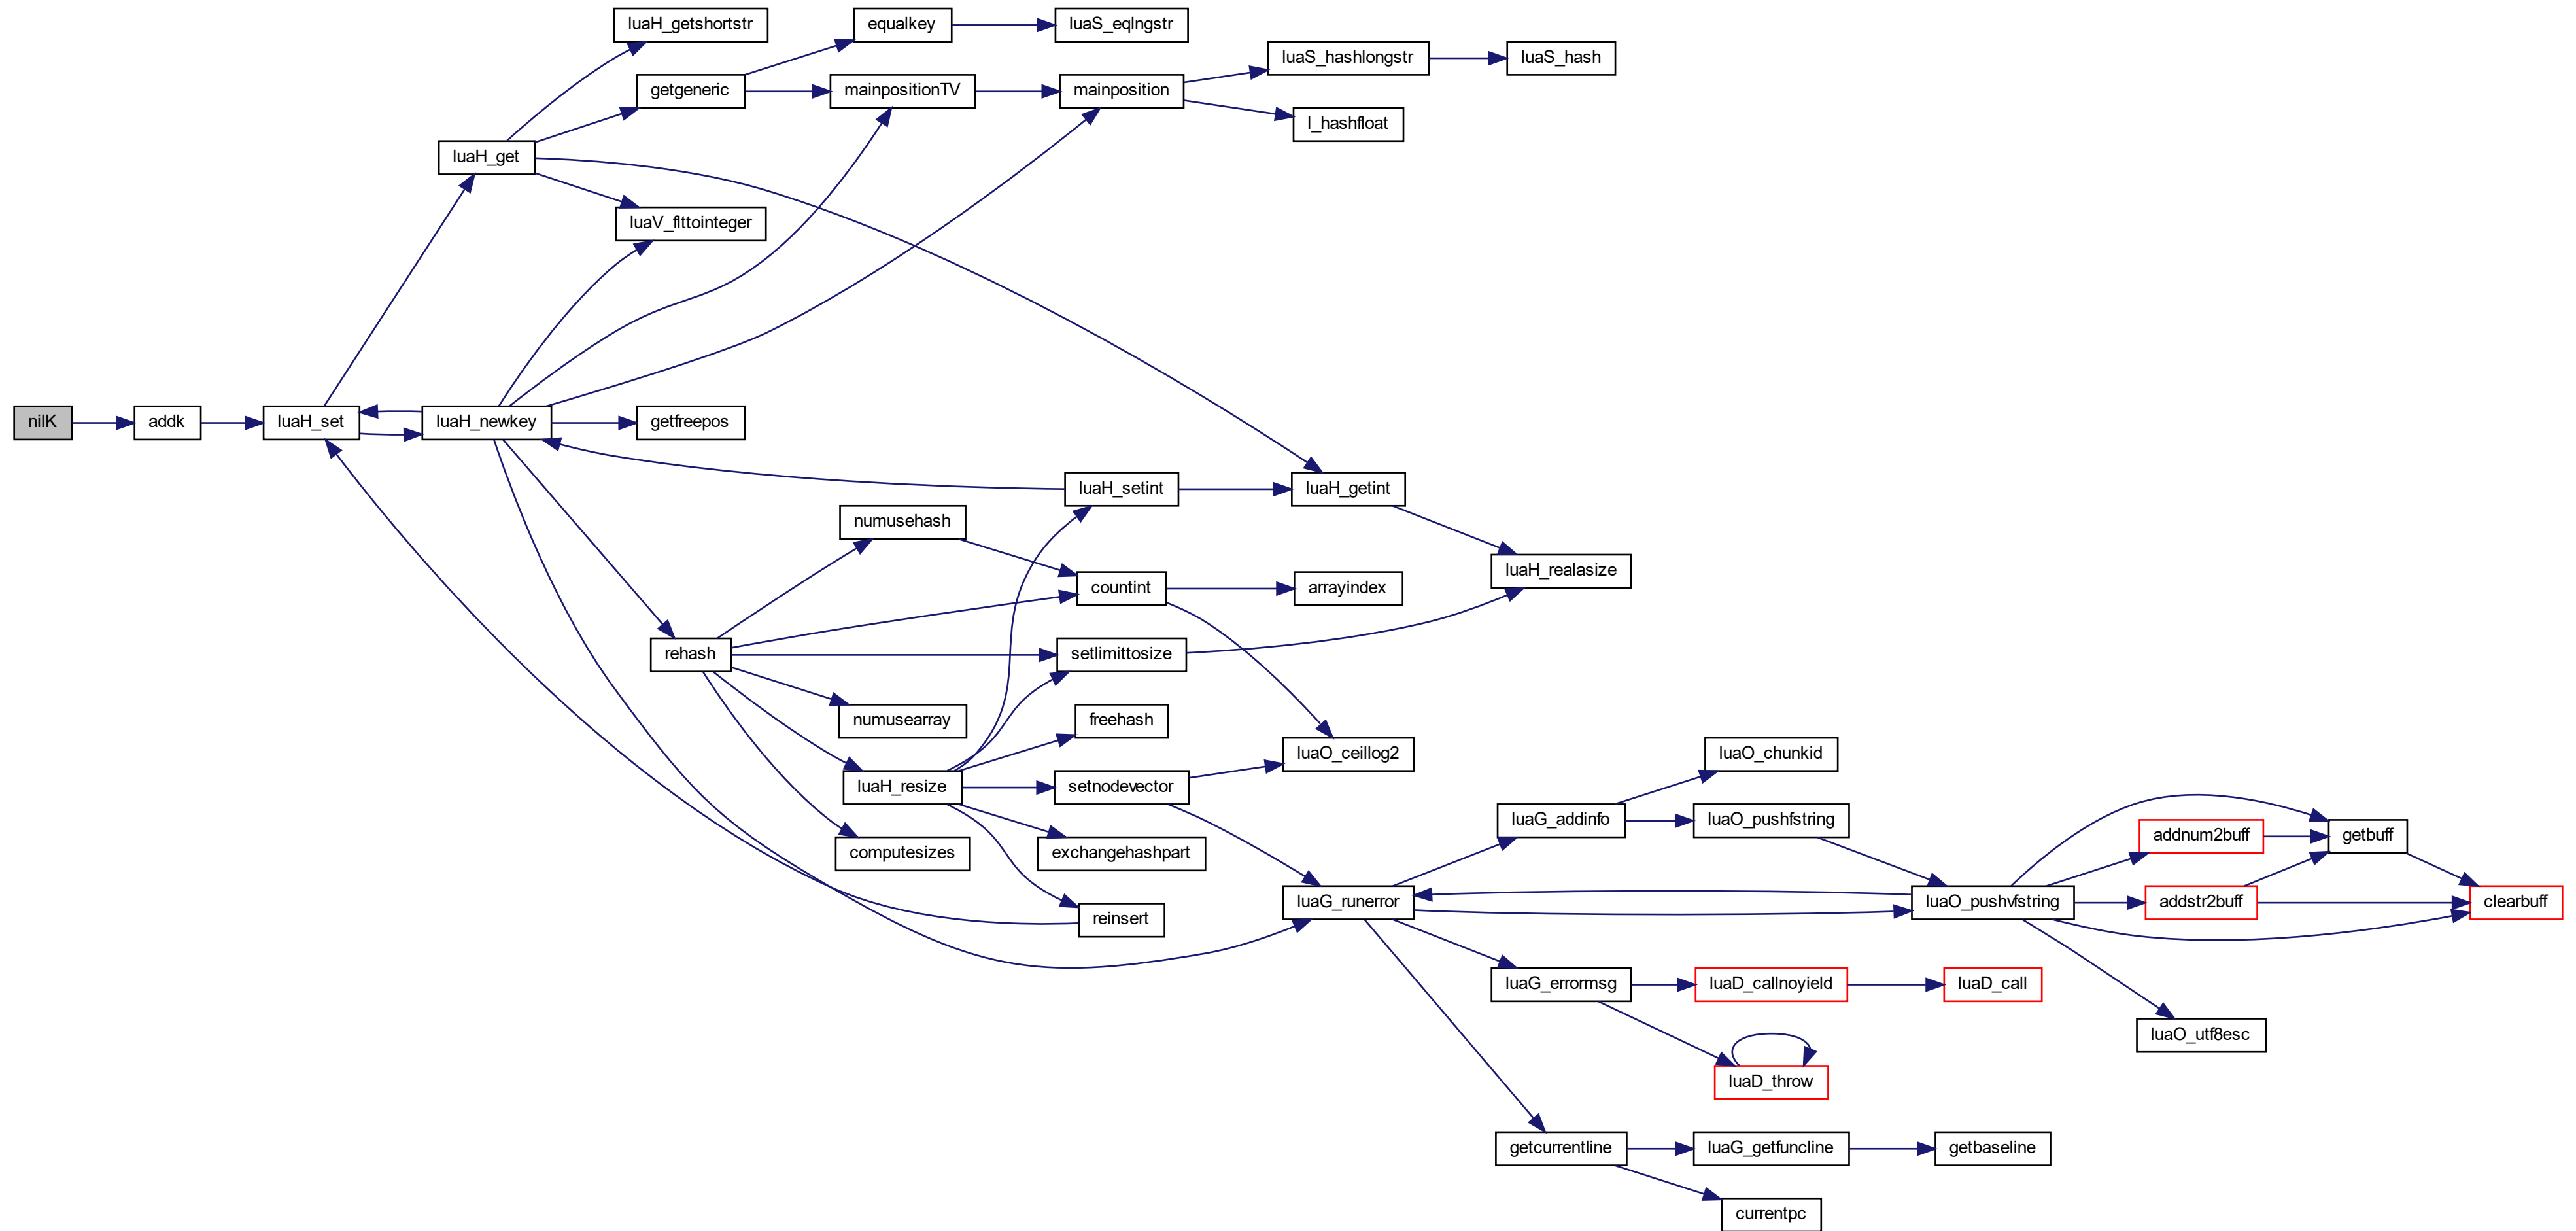 luaH_getshortstr
equalkey
luaS_eqlngstr
luaS_hashlongstr
luaS_hash
getgeneric
mainpositionTV
mainposition
l_hashfloat
luaH_get
luaV_flttointeger
nilK
addk
luaH_set
luaH_newkey
getfreepos
luaH_setint
luaH_getint
numusehash
luaH_realasize
countint
arrayindex
rehash
setlimittosize
numusearray
freehash
luaO_ceillog2
luaO_chunkid
luaH_resize
setnodevector
luaG_addinfo
luaO_pushfstring
addnum2buff
getbuff
computesizes
exchangehashpart
luaG_runerror
luaO_pushvfstring
addstr2buff
clearbuff
reinsert
luaG_errormsg
luaD_callnoyield
luaD_call
luaO_utf8esc
luaD_throw
getcurrentline
luaG_getfuncline
getbaseline
currentpc